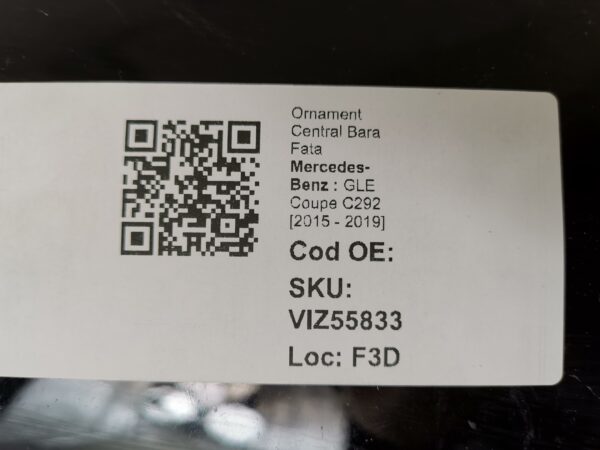 Ornament
Central Bara
Fata
Mercedes-
Benz : GLE
Coupe C292
[2015 - 2019]
Cod OE:
SKU:
VIZ55833
Loc: F3D